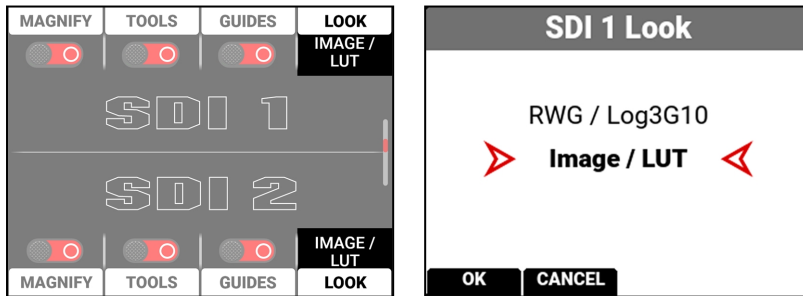 MAGNIFY TOOLS GUIDES LOOK
IMAGE /
LUT
SDI 1
SDI 2
IMAGE /
LUT
MAGNIFY TOOLS GUIDES LOOK
SDI 1 Look
RWG / Log3G10
Image / LUT
OK CANCEL